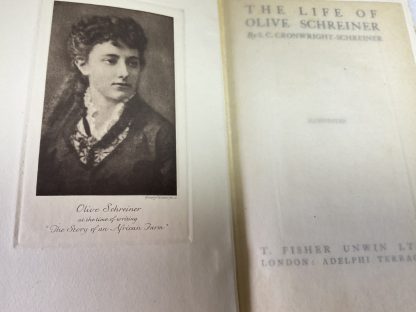 Olive Schreiner
at the time of writing
"The Story of an African Farm"
THE LIFE OF
OLIVE SCHREINER
By S. C. CRONWRIGHT-SCHREINER
ILLUSTRATED
T. FISHER UNWIN LT
LONDON: ADELPHI TERRAC